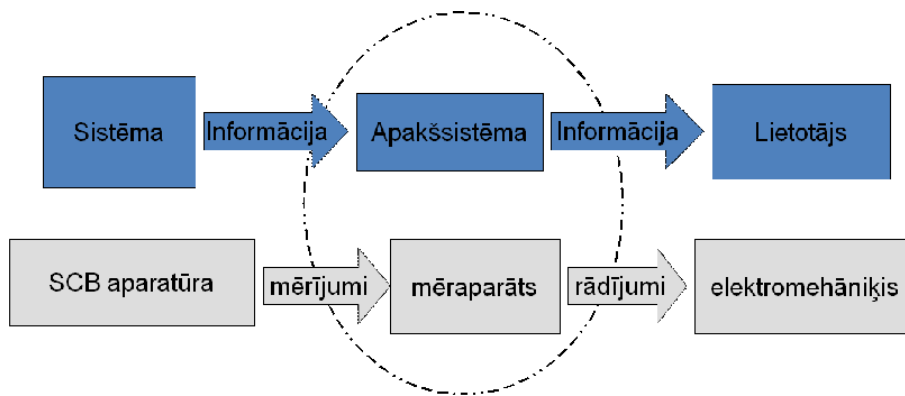 Sistēma
Informācija
Apakšsistēma
Informācija
Lietotājs
SCB aparatūra
mērījumi
mēraparāts
rādījumi
elektromehāniķis